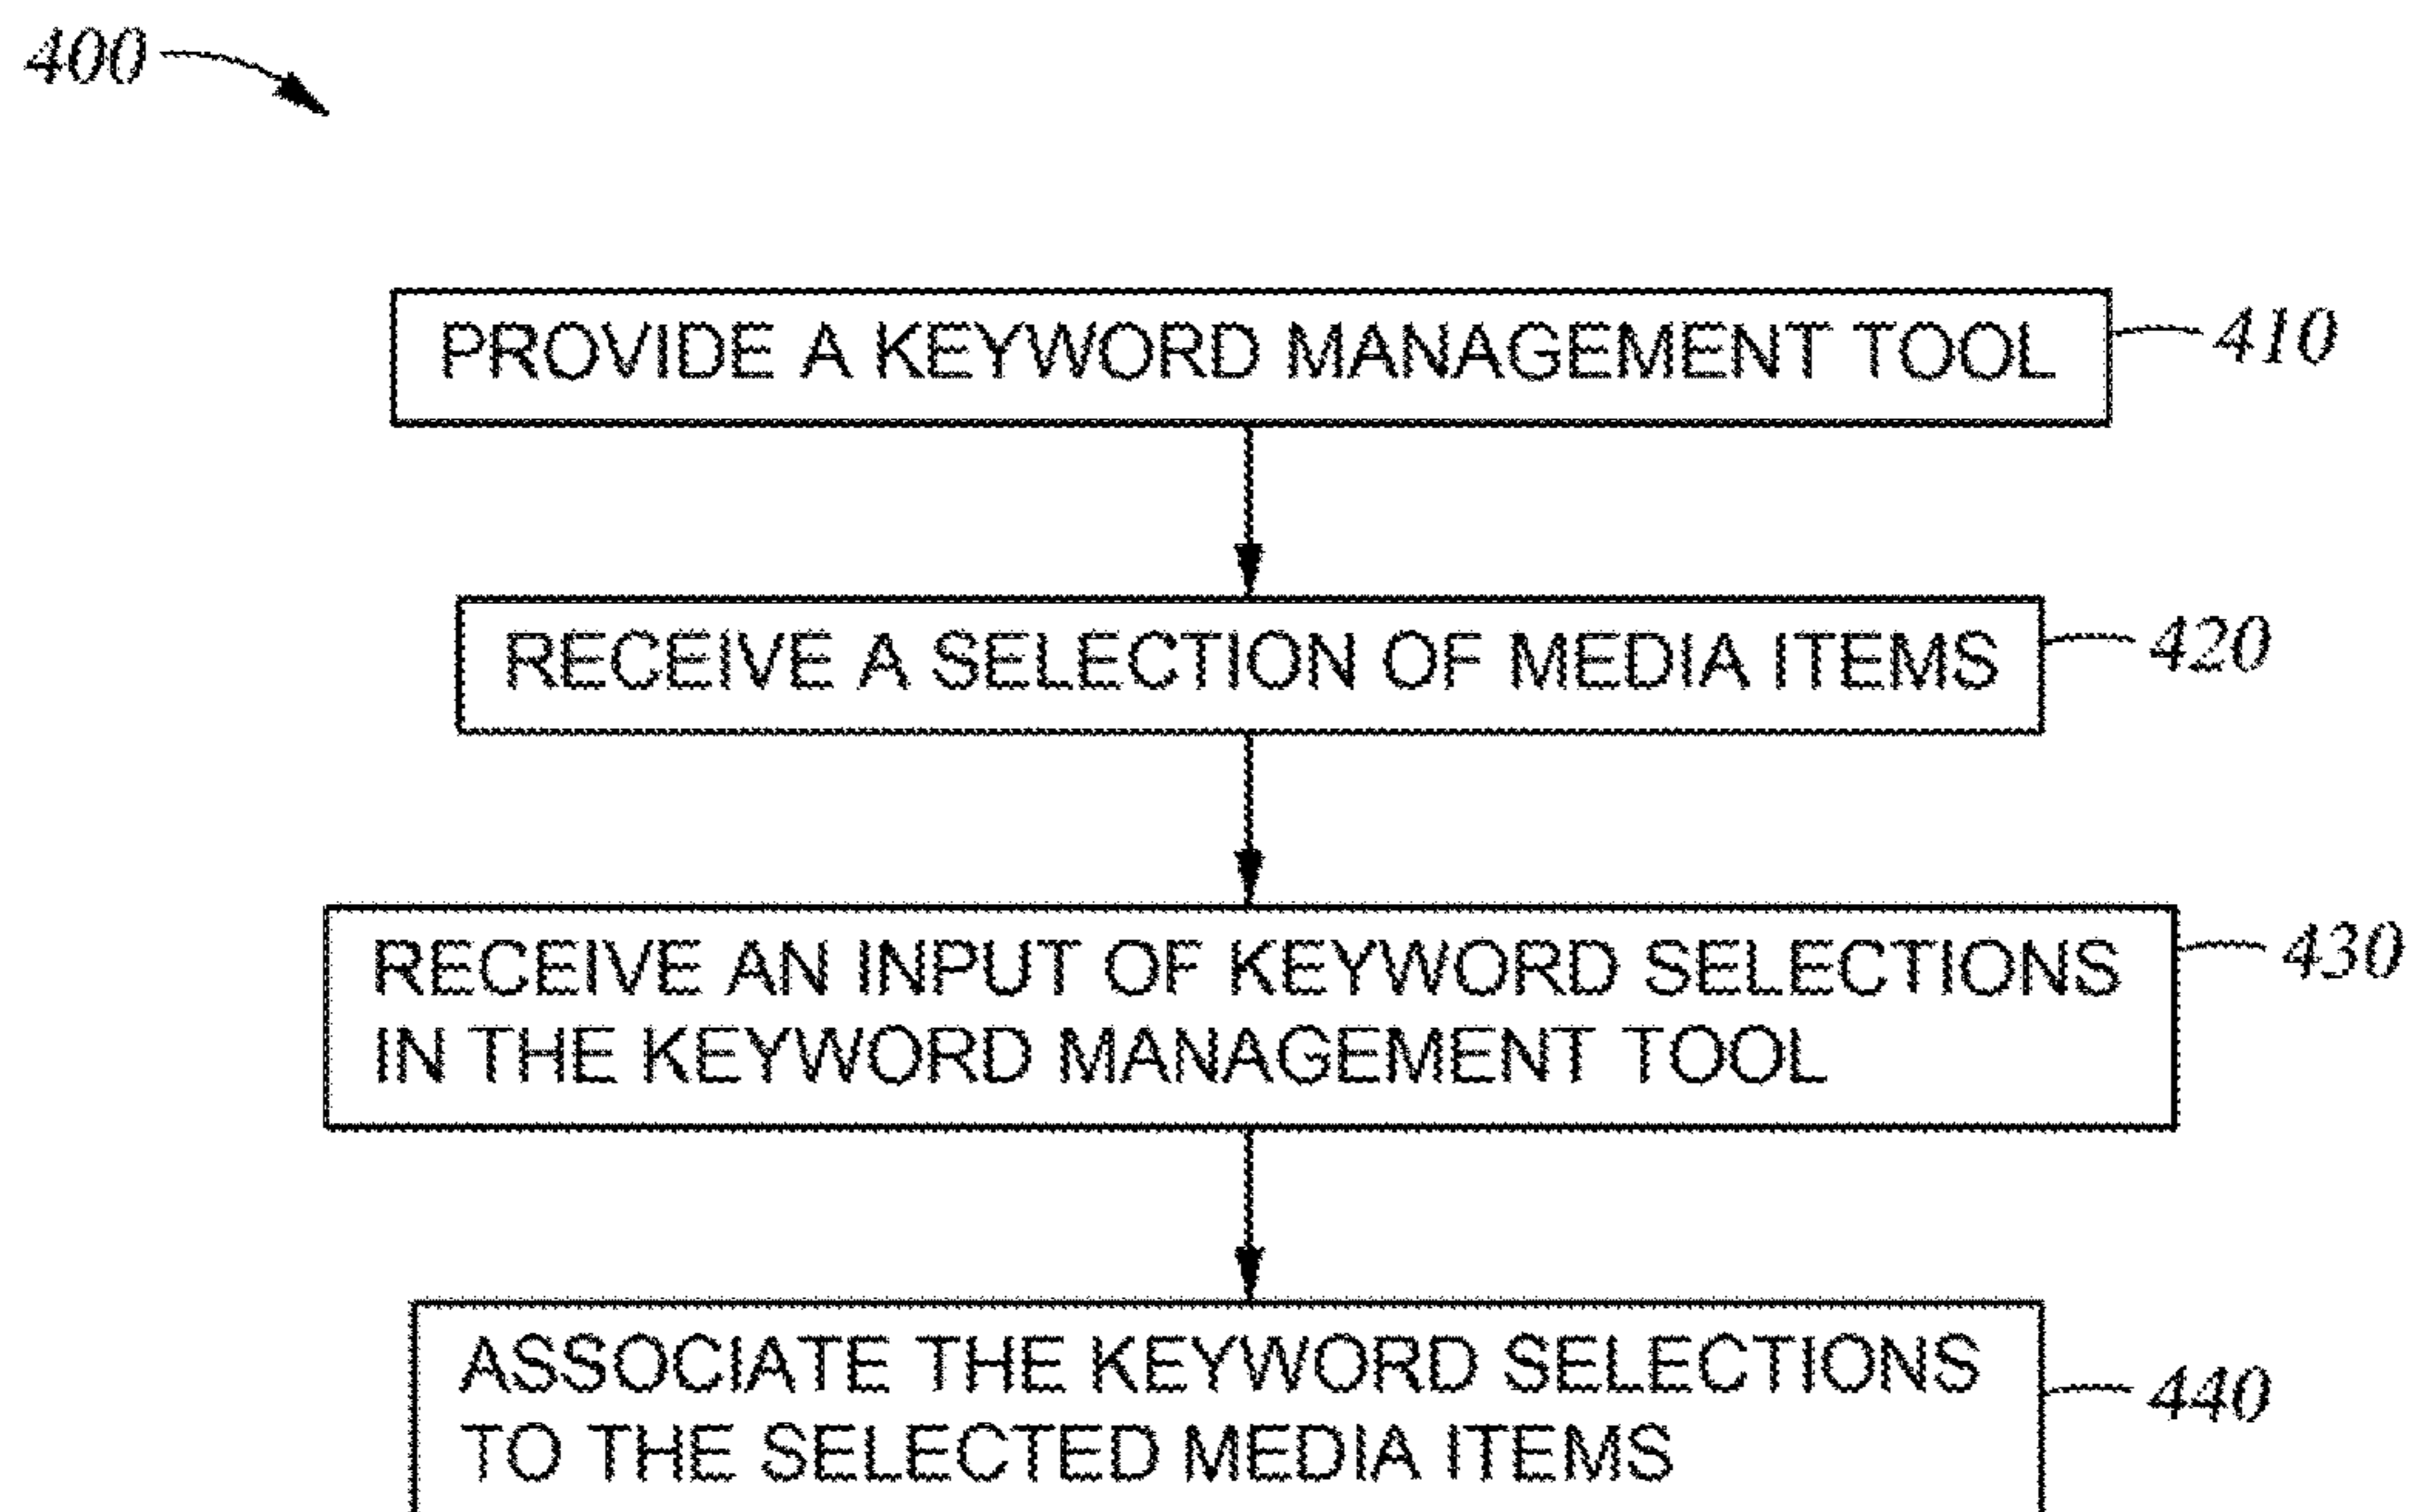 400
PROVIDE A KEYWORD MANAGEMENT TOOL
410
RECEIVE A SELECTION OF MEDIA ITEMS
420
RECEIVE AN INPUT OF KEYWORD SELECTIONS
IN THE KEYWORD MANAGEMENT TOOL
430
ASSOCIATE THE KEYWORD SELECTIONS
TO THE SELECTED MEDIA ITEMS
440